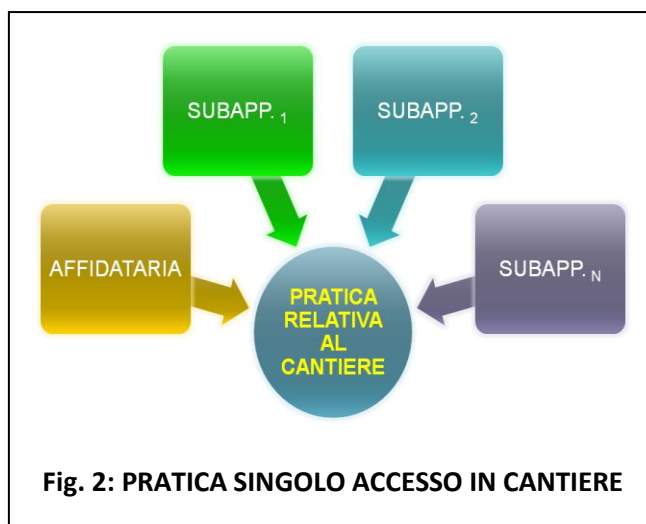 SUBAPP. 1
SUBAPP. 2
AFFIDATARIA
SUBAPP. N
PRATICA
RELATIVA
AL
CANTIERE
Fig. 2: PRATICA SINGOLO ACCESSO IN CANTIERE